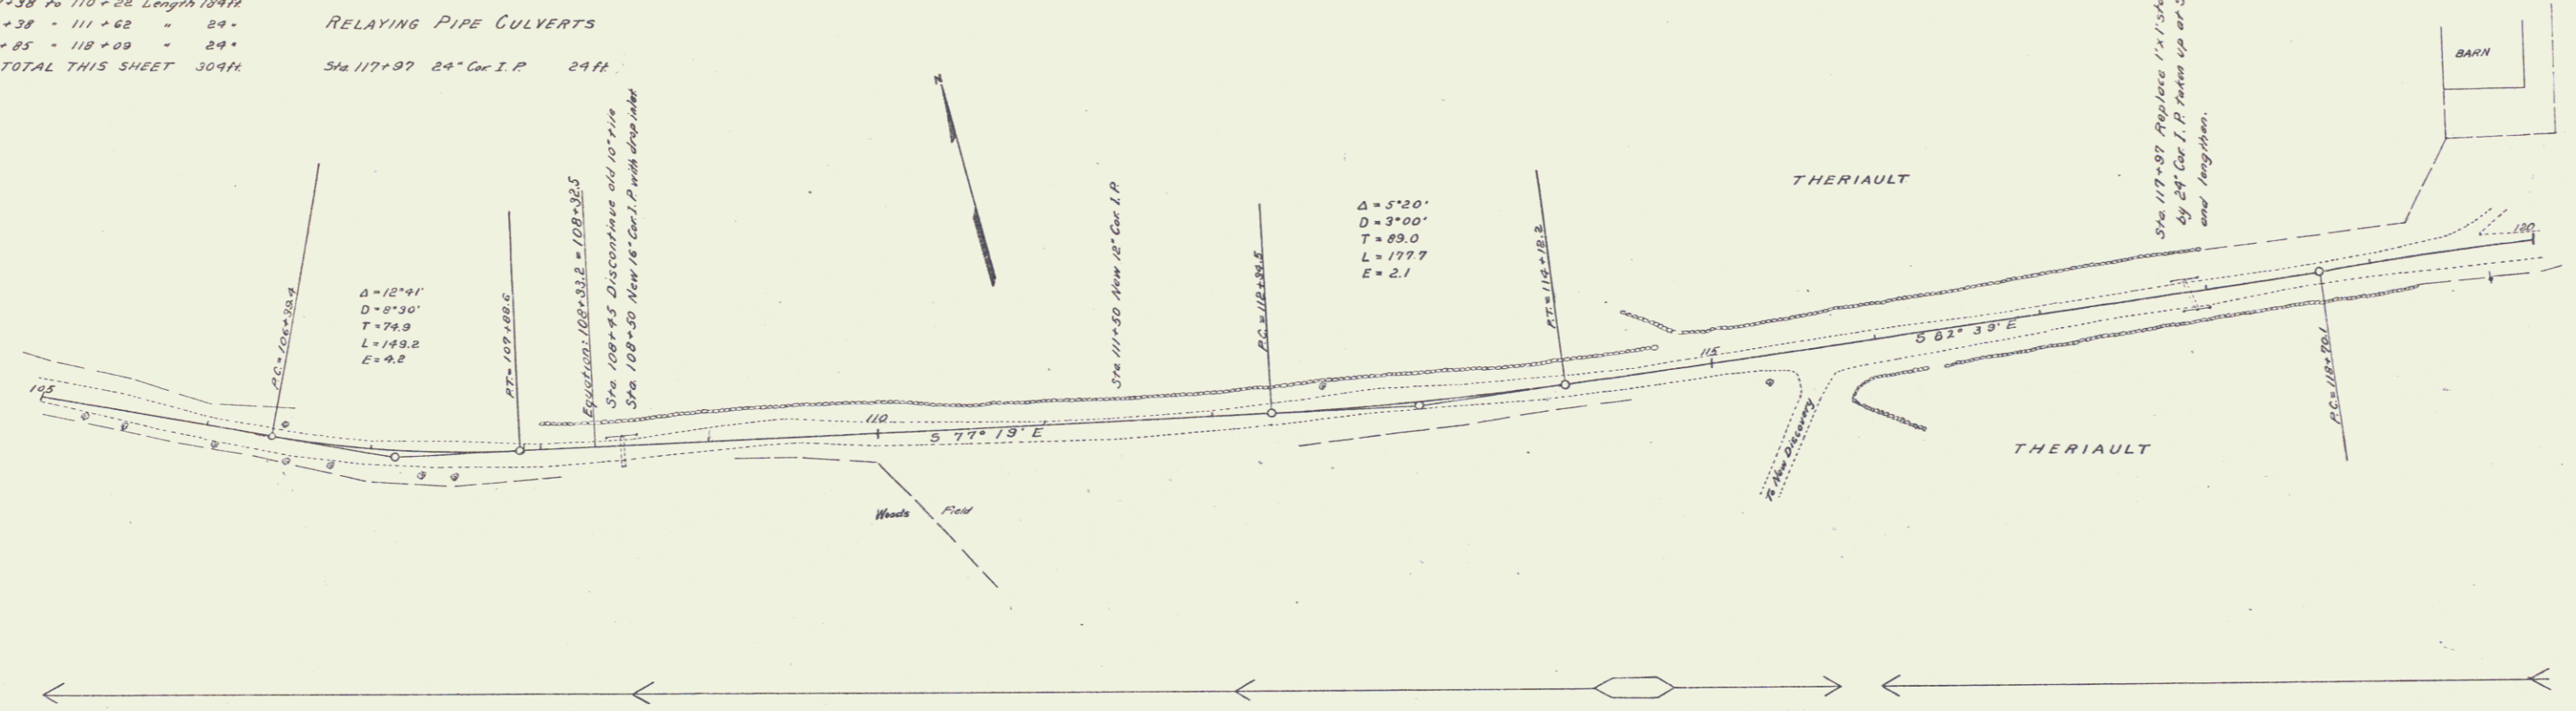 +38 to 110+22 Length 184ft.
+38 - 111+62 " 24"
+85 - 118+09 " 24"
TOTAL THIS SHEET 304ft.
RELAYING PIPE CULVERTS
Sta. 117+97 24" Cor. I. P. 24 ft.
105
P.C. = 106+39.4
Δ = 12°41'
D = 8°30'
T = 74.9
L = 149.2
E = 4.2
P.T. = 107+88.6
Equation: 108+33.2 = 108+32.5
Sta. 108+45 Discontinue old 10" tile
Sta. 108+50 New 16" Cor. I. P. with drop inlet
110
S 77° 19' E
N
Woods Field
Sta 111+50 New 12" Cor. I. P.
P.C. = 112+34.5
Δ = 5°20'
D = 3°00'
T = 89.0
L = 177.7
E = 2.1
P.T. = 114+12.2
115
THERIAULT
S 62° 39' E
To New Discovery
THERIAULT
Sta. 117+97 Replace 1'x1'
by 24" Cor. I. P. taken up at
and lengthen.
P.C. = 118+70.1
BARN
120